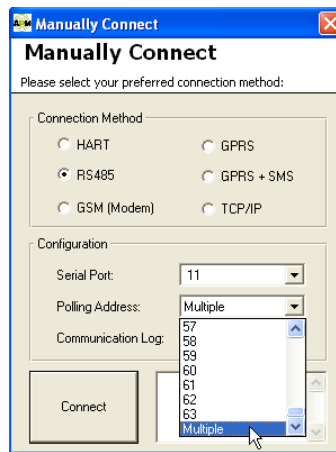 Manually Connect
Manually Connect
Please select your preferred connection method:
Connection Method
HART
GPRS
RS485
GPRS + SMS
GSM (Modem)
TCP/IP
Configuration
Serial Port:
11
Polling Address:
Multiple
Communication Log:
57
58
59
60
61
62
63
Multiple
Connect